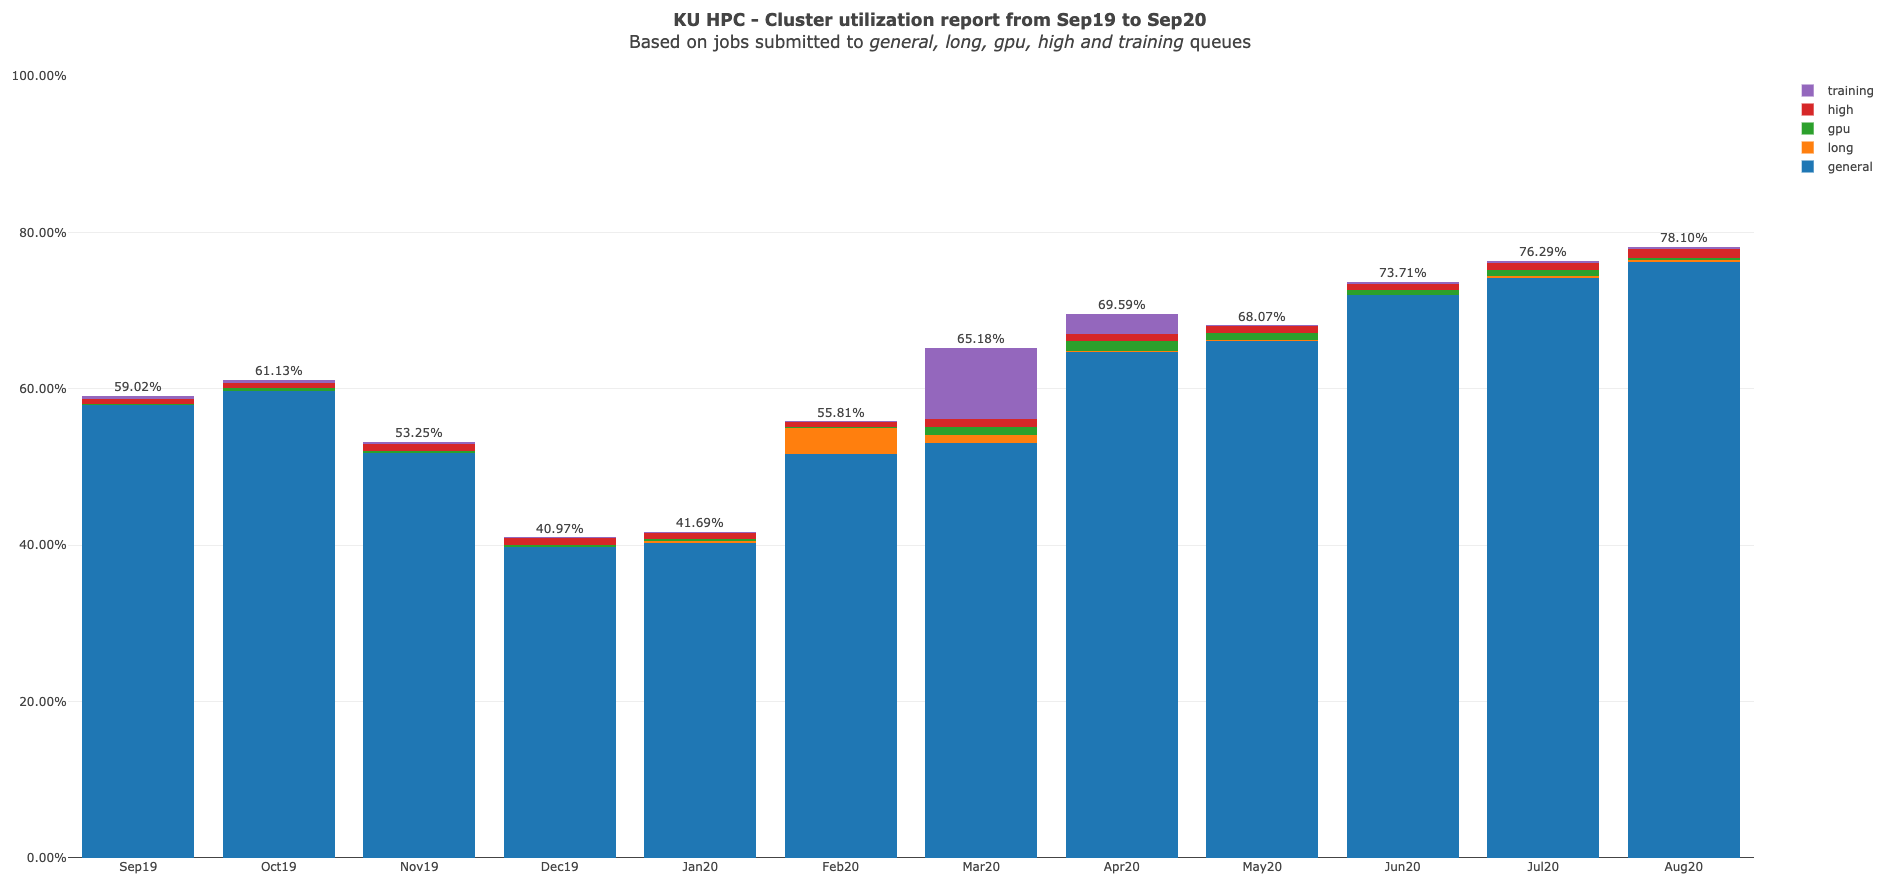 KU HPC - Cluster utilization report from Sep19 to Sep20
Based on jobs submitted to general, long, gpu, high and training queues
100.00%
80.00%
60.00%
40.00%
20.00%
0.00%
training
high
gpu
long
general
59.02%
61.13%
53.25%
40.97%
41.69%
55.81%
65.18%
69.59%
68.07%
73.71%
76.29%
78.10%
Sep19
Oct19
Nov19
Dec19
Jan20
Feb20
Mar20
Apr20
May20
Jun20
Jul20
Aug20